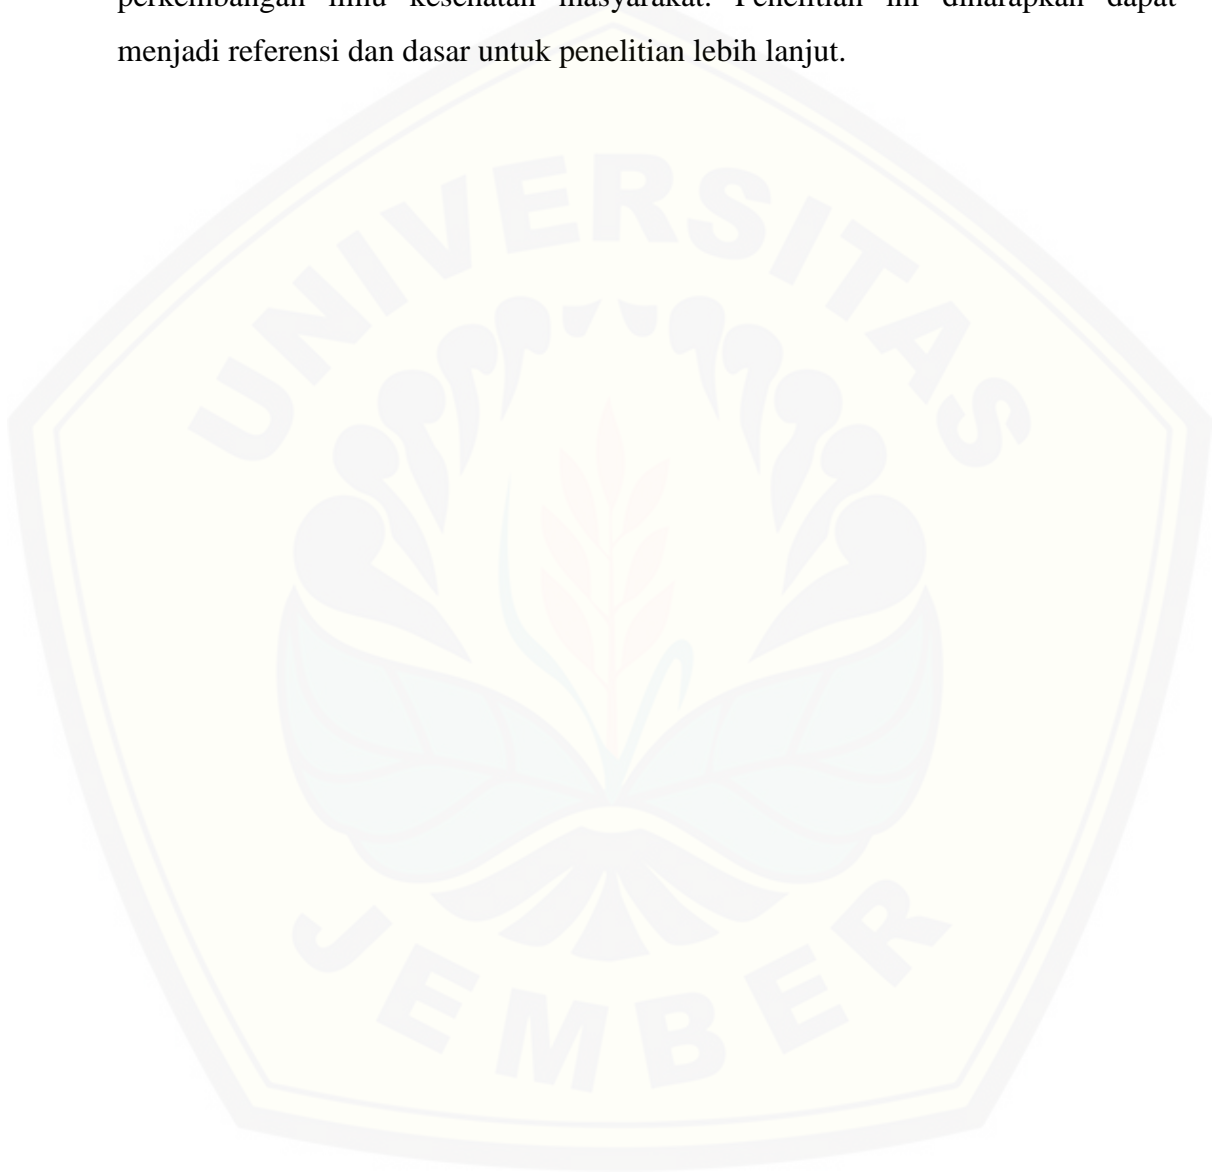 perkembangan ilmu kesehatan masyarakat. Penelitian ini diharapkan dapat
menjadi referensi dan dasar untuk penelitian lebih lanjut.
UNIVERSITAS
JEMBER